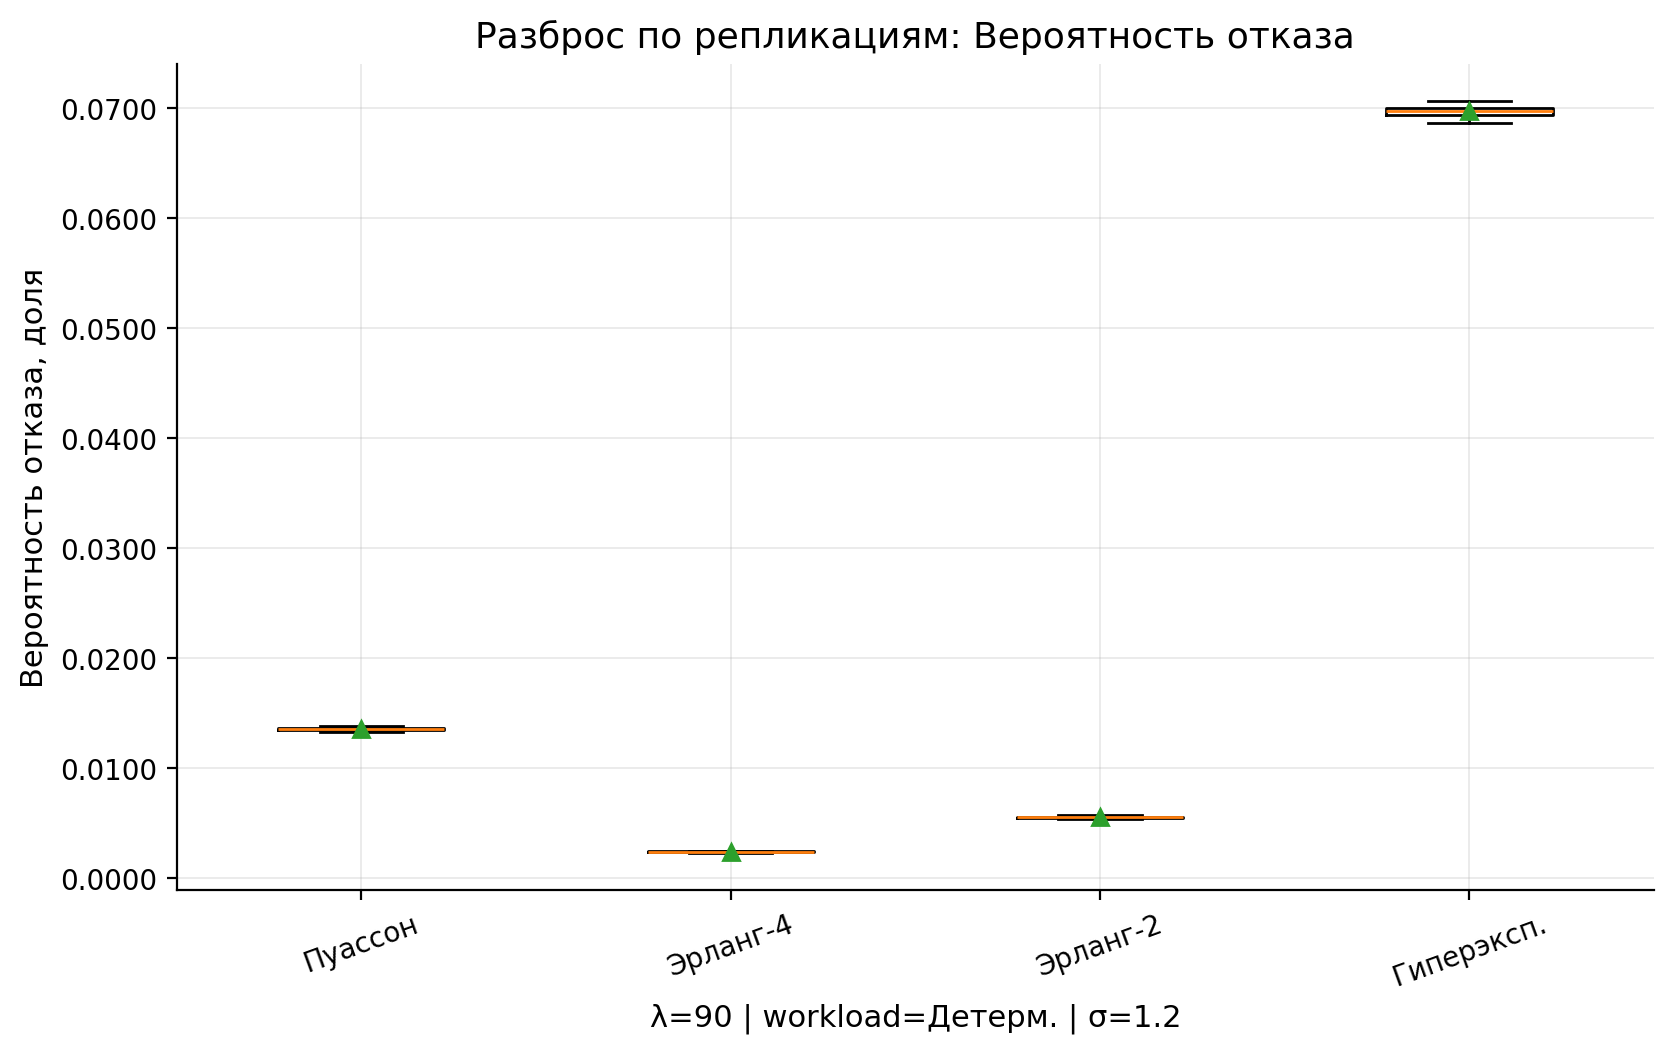 Разброс по репликациям: Вероятность отказа
Вероятность отказа, доля
0.0700
0.0600
0.0500
0.0400
0.0300
0.0200
0.0100
0.0000
Пуассон
Эрланг-4
Эрланг-2
Гиперэксп.
λ=90 | workload=Детерм. | σ=1.2